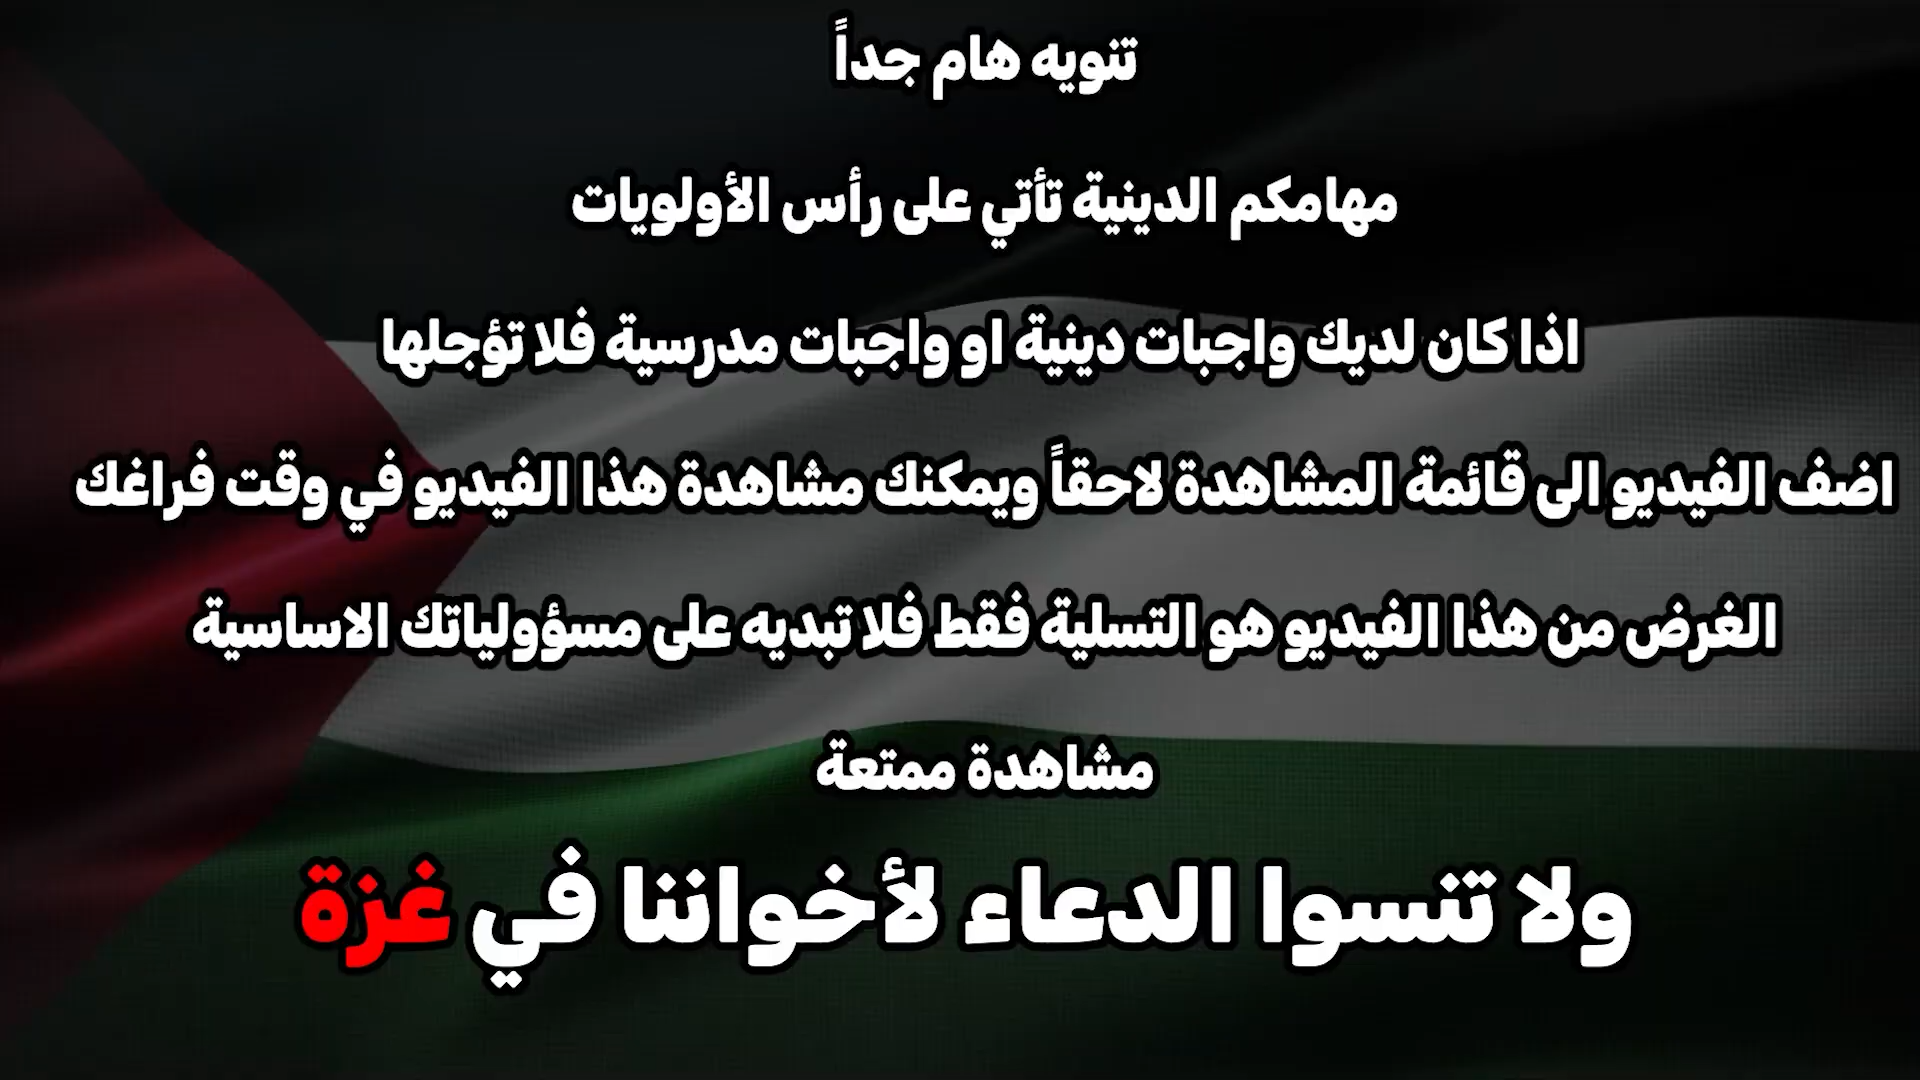 تنويه هام جداً
مهامكم الدينية تأتي على رأس الأولويات
اذا كان لديك واجبات دينية او واجبات مدرسية فلا تؤجلها
اضف الفيديو الى قائمة المشاهدة لاحقاً ويمكنك مشاهدة هذا الفيديو في وقت فراغك
الغرض من هذا الفيديو هو التسلية فقط فلا تبديه على مسؤولياتك الاساسية
مشاهدة ممتعة
ولا تنسوا الدعاء لأخواننا في غزة